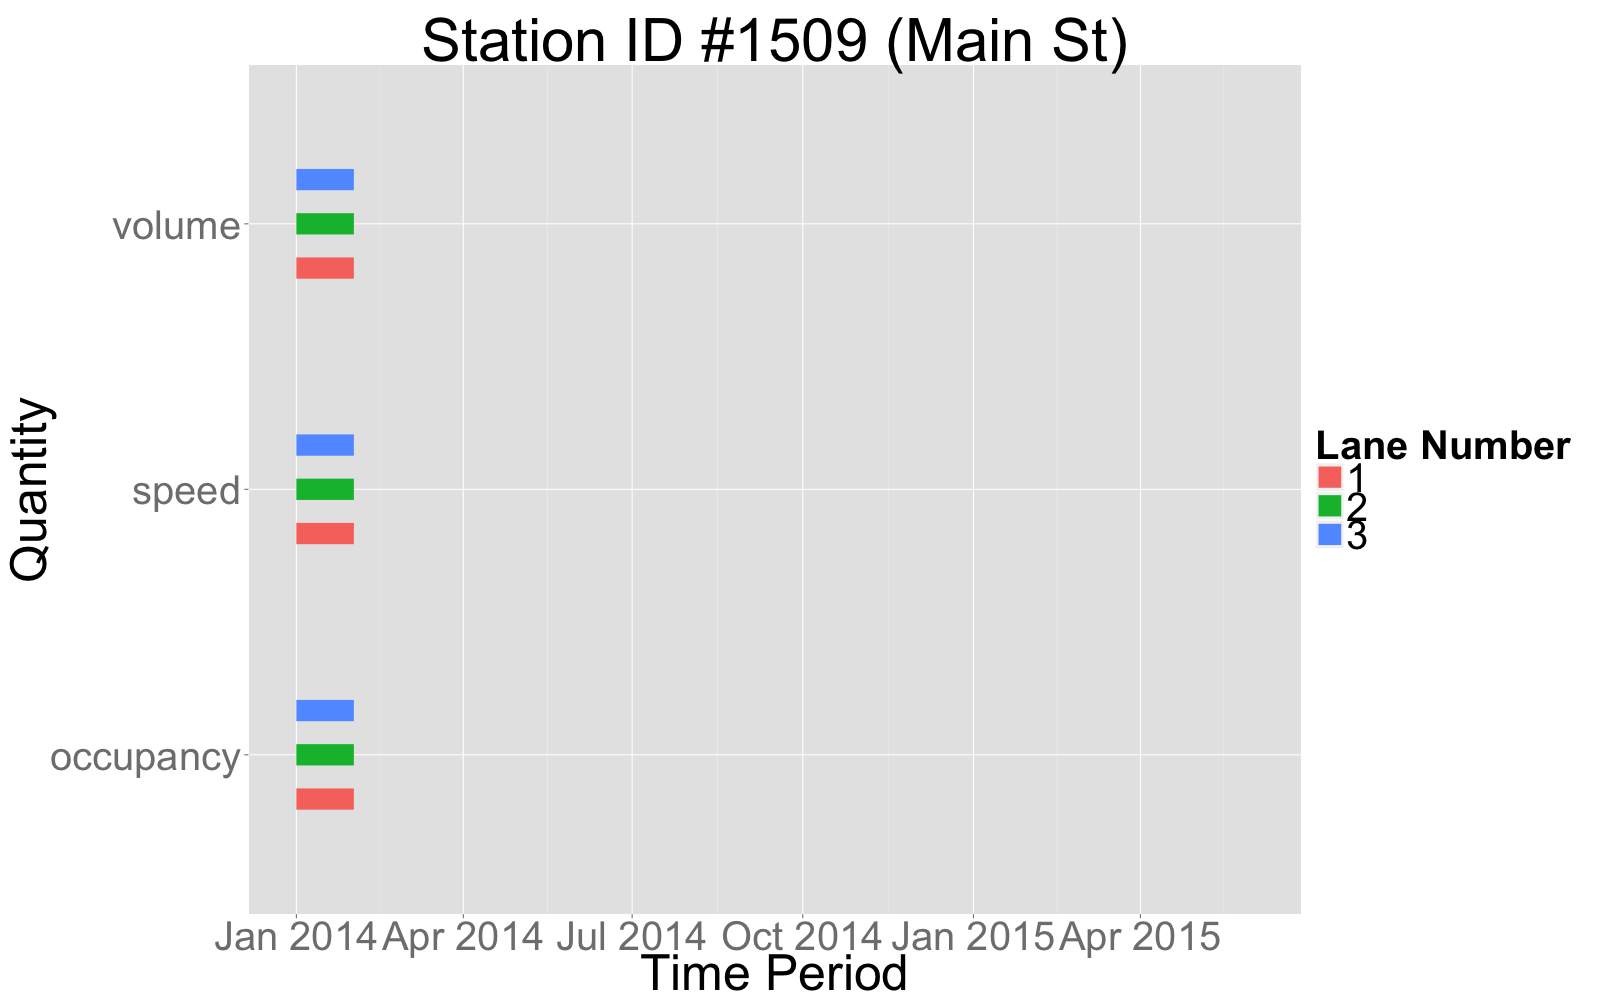 Station ID #1509 (Main St)
volume
speed
occupancy
Quantity
Jan 2014 Apr 2014 Jul 2014 Oct 2014 Jan 2015 Apr 2015
Time Period
Lane Number
1
2
3